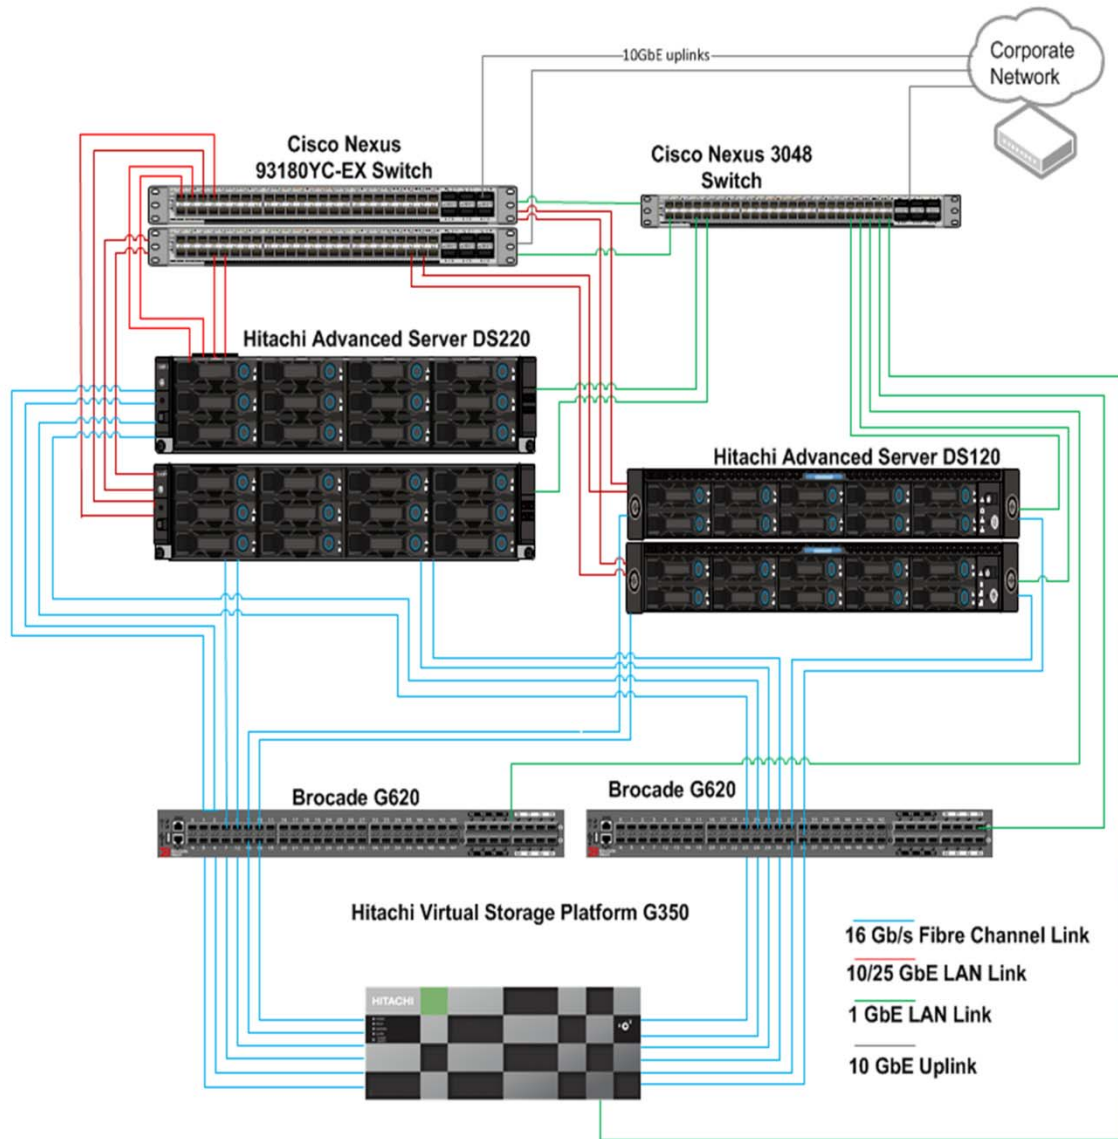 10GbE uplinks
Corporate
Network
Cisco Nexus
93180YC-EX Switch
Cisco Nexus 3048
Switch
Hitachi Advanced Server DS220
Hitachi Advanced Server DS120
Brocade G620
Brocade G620
Hitachi Virtual Storage Platform G350
HITACHI
16 Gb/s Fibre Channel Link
10/25 GbE LAN Link
1 GbE LAN Link
10 GbE Uplink